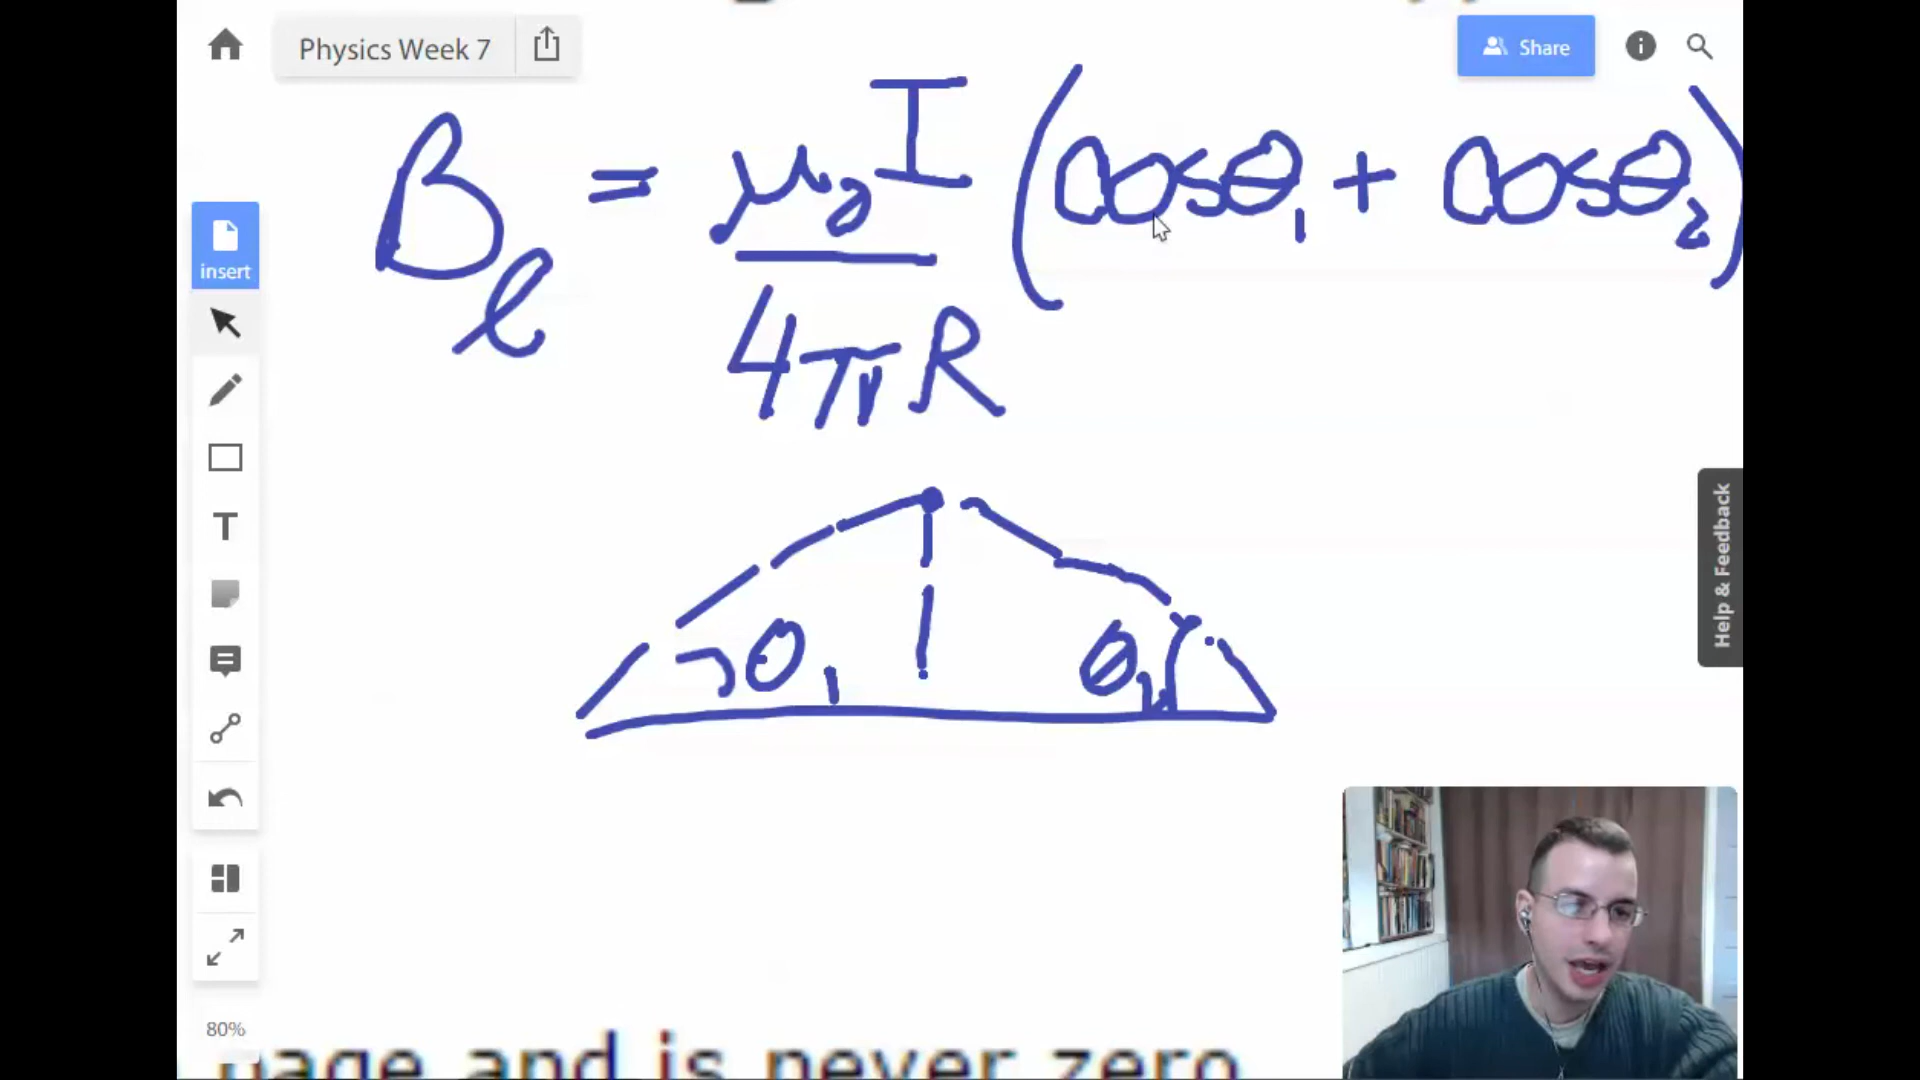 Physics Week 7
Share
B_l = μ₀I/4πR (cosθ₁ + cosθ₂)
insert
T
θ₁
θ₂
Help & Feedback
80%
page and is never zero